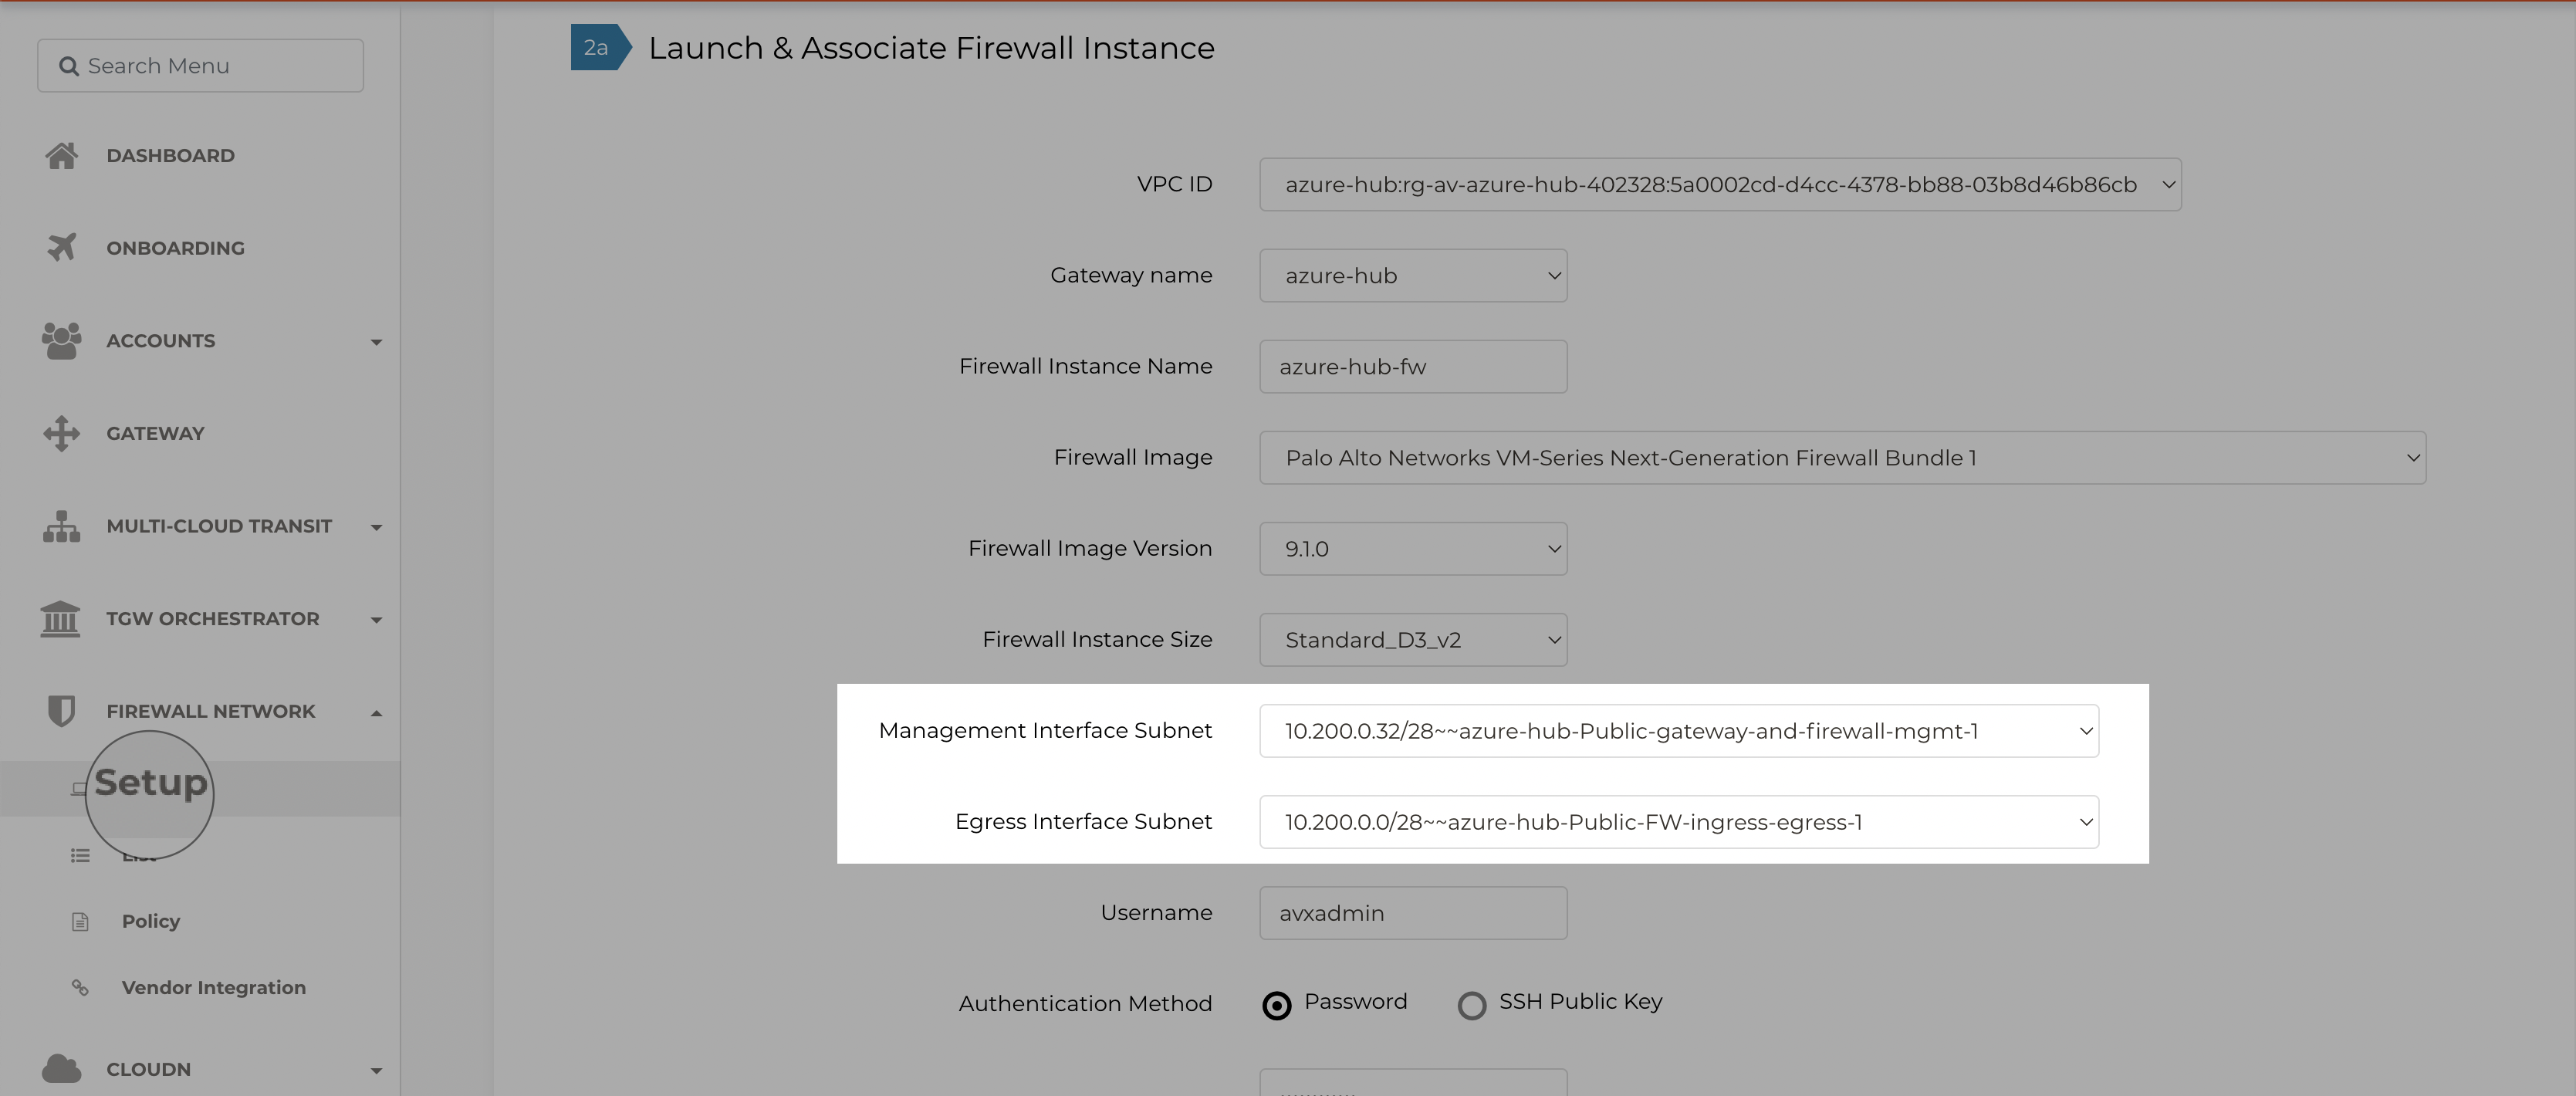 Search Menu
DASHBOARD
ONBOARDING
ACCOUNTS
GATEWAY
MULTI-CLOUD TRANSIT
TGW ORCHESTRATOR
FIREWALL NETWORK
Setup
List
Policy
Vendor Integration
CLOUDN
2a Launch & Associate Firewall Instance
VPC ID azure-hub:rg-av-azure-hub-402328:5a0002cd-d4cc-4378-bb88-03b8d46b86cb
Gateway name azure-hub
Firewall Instance Name azure-hub-fw
Firewall Image Palo Alto Networks VM-Series Next-Generation Firewall Bundle 1
Firewall Image Version 9.1.0
Firewall Instance Size Standard_D3_v2
Management Interface Subnet 10.200.0.32/28~~azure-hub-Public-gateway-and-firewall-mgmt-1
Egress Interface Subnet 10.200.0.0/28~~azure-hub-Public-FW-ingress-egress-1
Username avxadmin
Authentication Method Password SSH Public Key